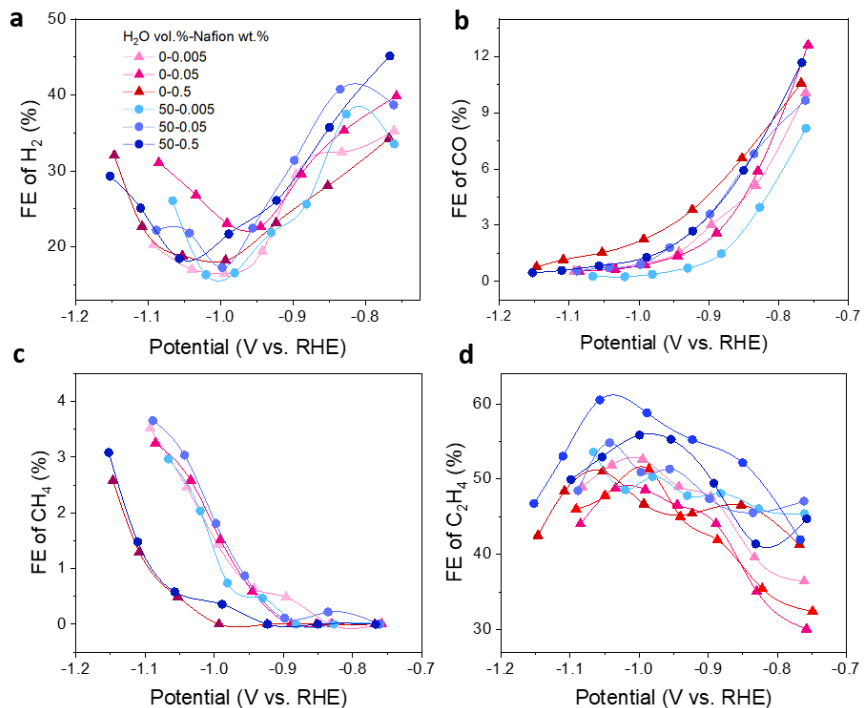 a
H₂O vol.%-Nafion wt.%
0-0.005
0-0.05
0-0.5
50-0.005
50-0.05
50-0.5
50
40
30
20
10
FE of H₂ (%)
-1.2 -1.1 -1.0 -0.9 -0.8 -0.7
Potential (V vs. RHE)
b
12
9
6
3
0
FE of CO (%)
-1.2 -1.1 -1.0 -0.9 -0.8 -0.7
Potential (V vs. RHE)
c
4
3
2
1
0
FE of CH₄ (%)
-1.2 -1.1 -1.0 -0.9 -0.8 -0.7
Potential (V vs. RHE)
d
60
50
40
30
FE of C₂H₄ (%)
-1.2 -1.1 -1.0 -0.9 -0.8 -0.7
Potential (V vs. RHE)